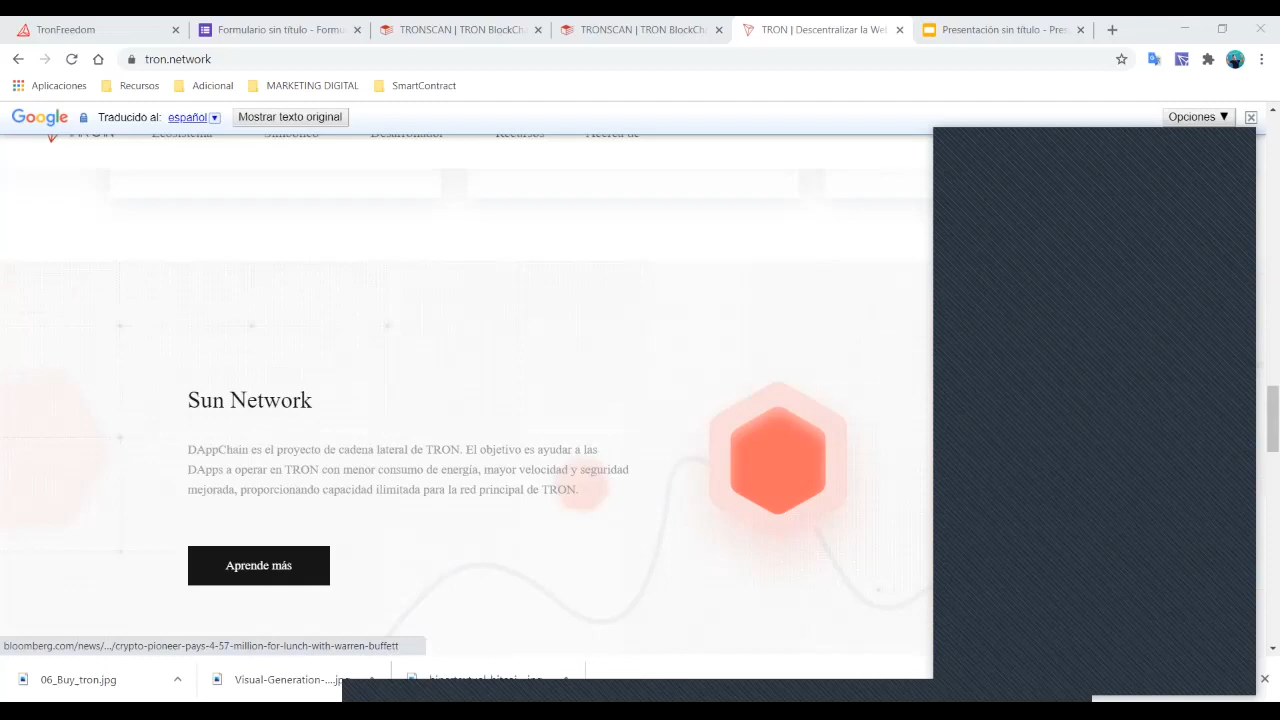 TronFreedom
Formulario sin título - Formu
TRONSCAN | TRON BlockCha
TRONSCAN | TRON BlockCha
TRON | Descentralizar la Web
Presentación sin título - Pres
tron.network
Aplicaciones
Recursos
Adicional
MARKETING DIGITAL
SmartContract
Google
Traducido al: español
Mostrar texto original
Opciones ▼
Sun Network
DAppChain es el proyecto de cadena lateral de TRON. El objetivo es ayudar a las
DApps a operar en TRON con menor consumo de energía, mayor velocidad y seguridad
mejorada, proporcionando capacidad ilimitada para la red principal de TRON.
Aprende más
bloomberg.com/news/.../crypto-pioneer-pays-4-57-million-for-lunch-with-warren-buffett
06_Buy_tron.jpg
Visual-Generation-....jpg